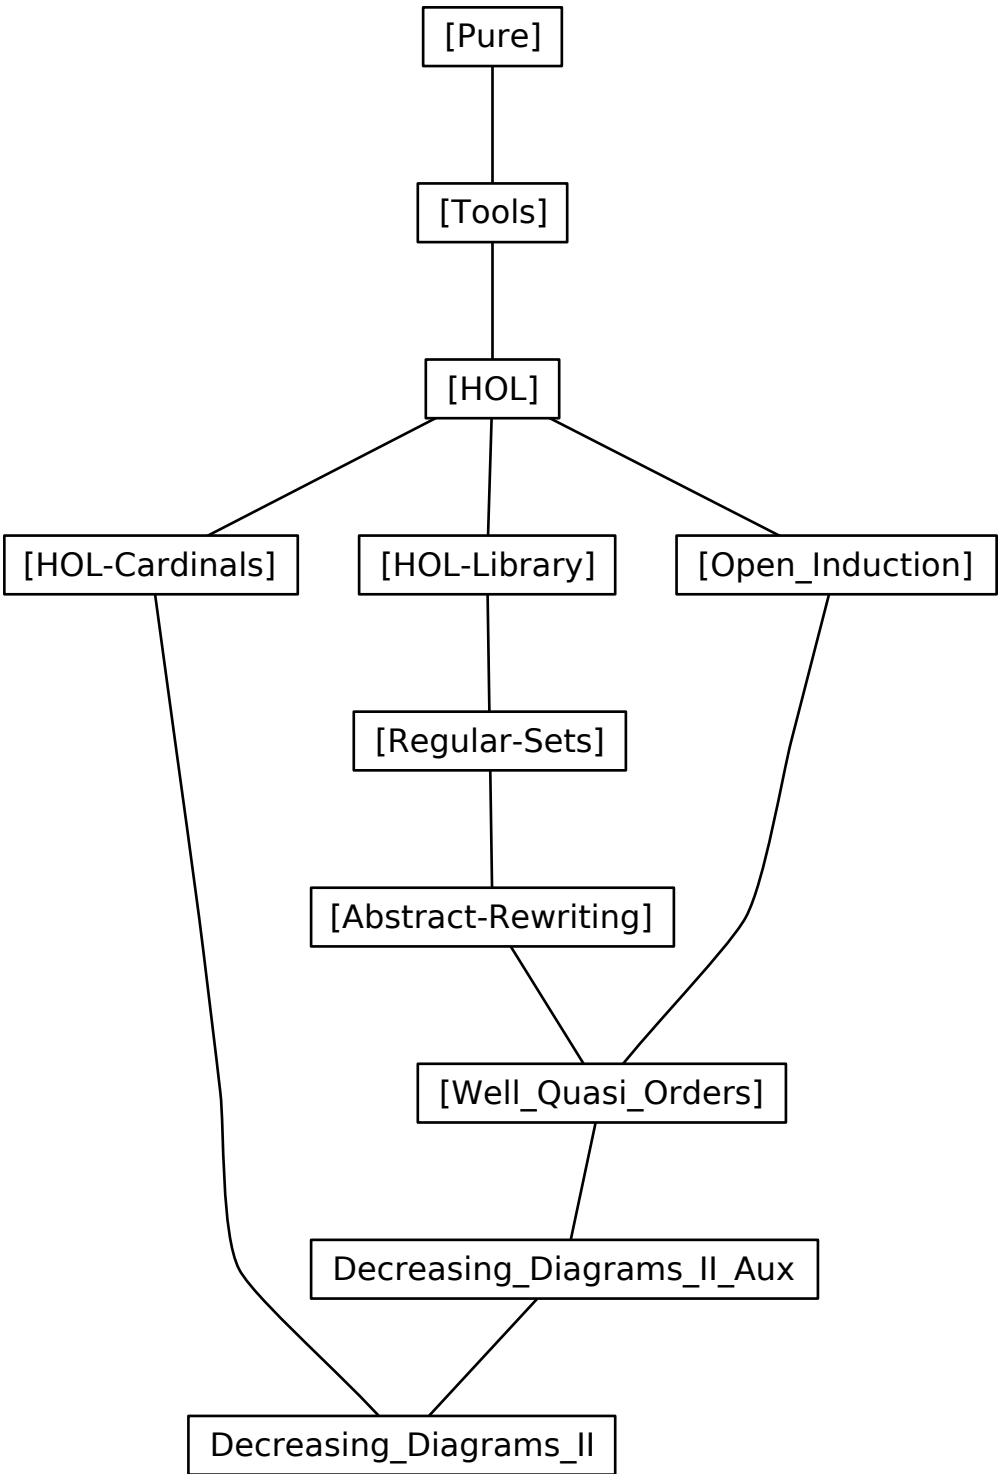 [Pure]
[Tools]
[HOL]
[HOL-Cardinals]
[HOL-Library]
[Open_Induction]
[Regular-Sets]
[Abstract-Rewriting]
[Well_Quasi_Orders]
Decreasing_Diagrams_II_Aux
Decreasing_Diagrams_II